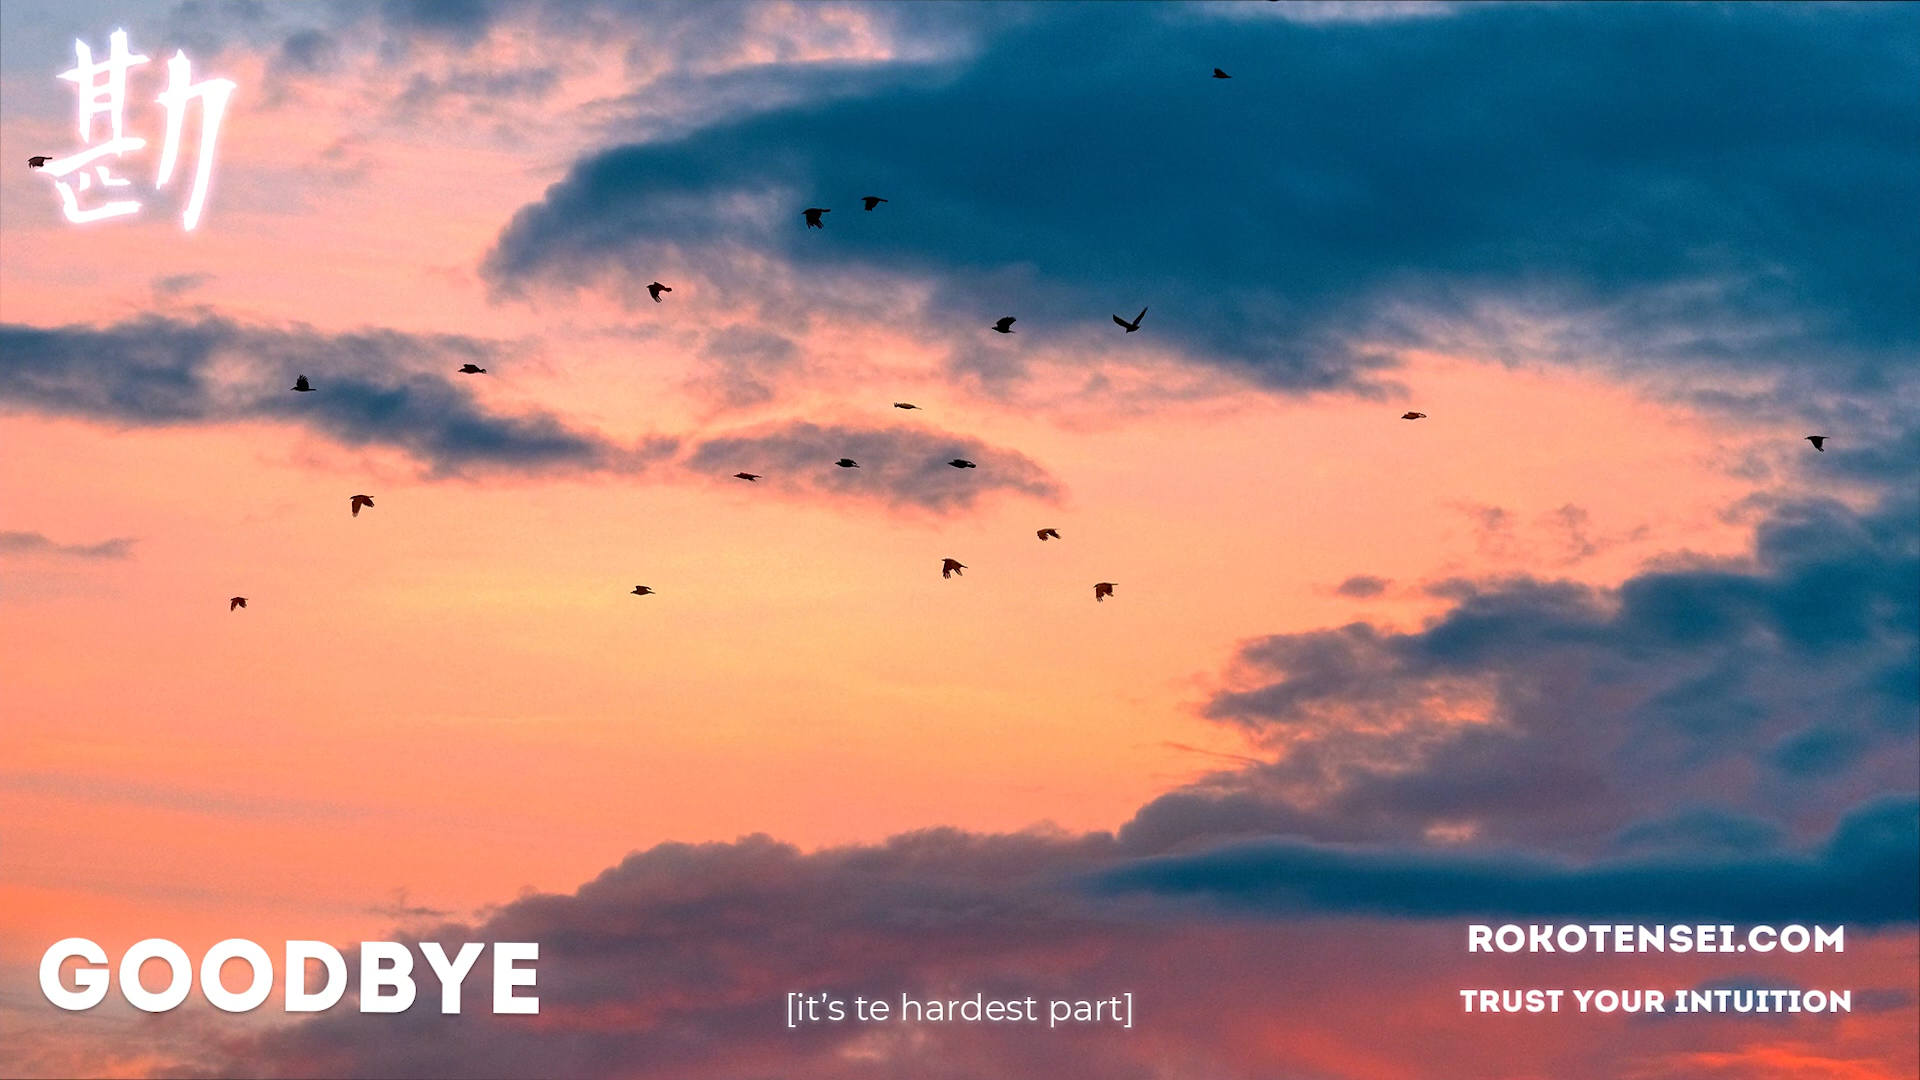 勘
GOODBYE
[it's te hardest part]
ROKOTENSEI.COM
TRUST YOUR INTUITION